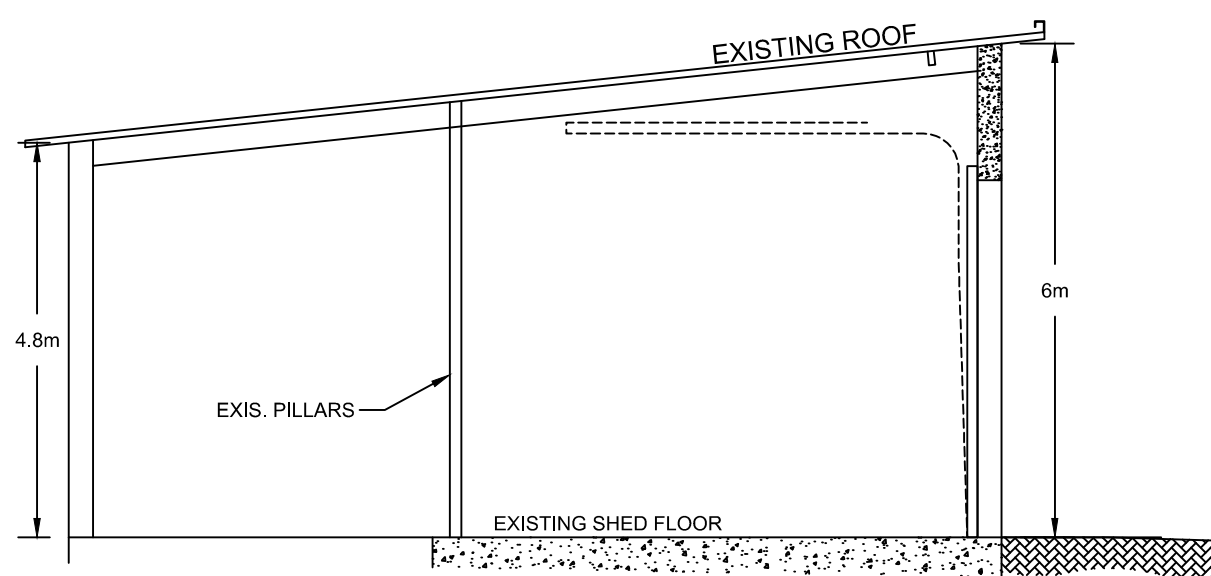 EXISTING ROOF
6m
4.8m
EXIS. PILLARS
EXISTING SHED FLOOR